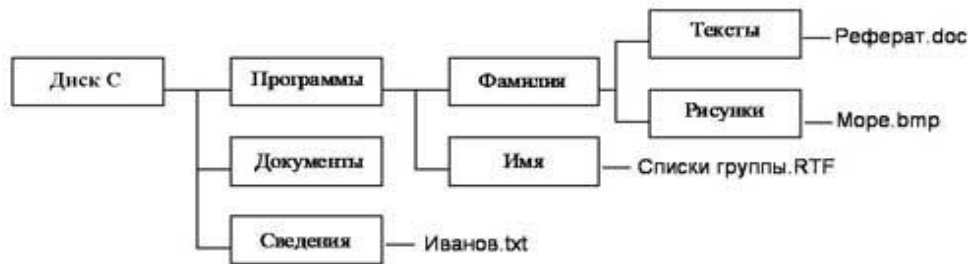 Тексты
Реферат.doc
Диск С
Программы
Фамилия
Рисунки
Море.bmp
Документы
Имя
Списки группы.RTF
Сведения
Иванов.txt